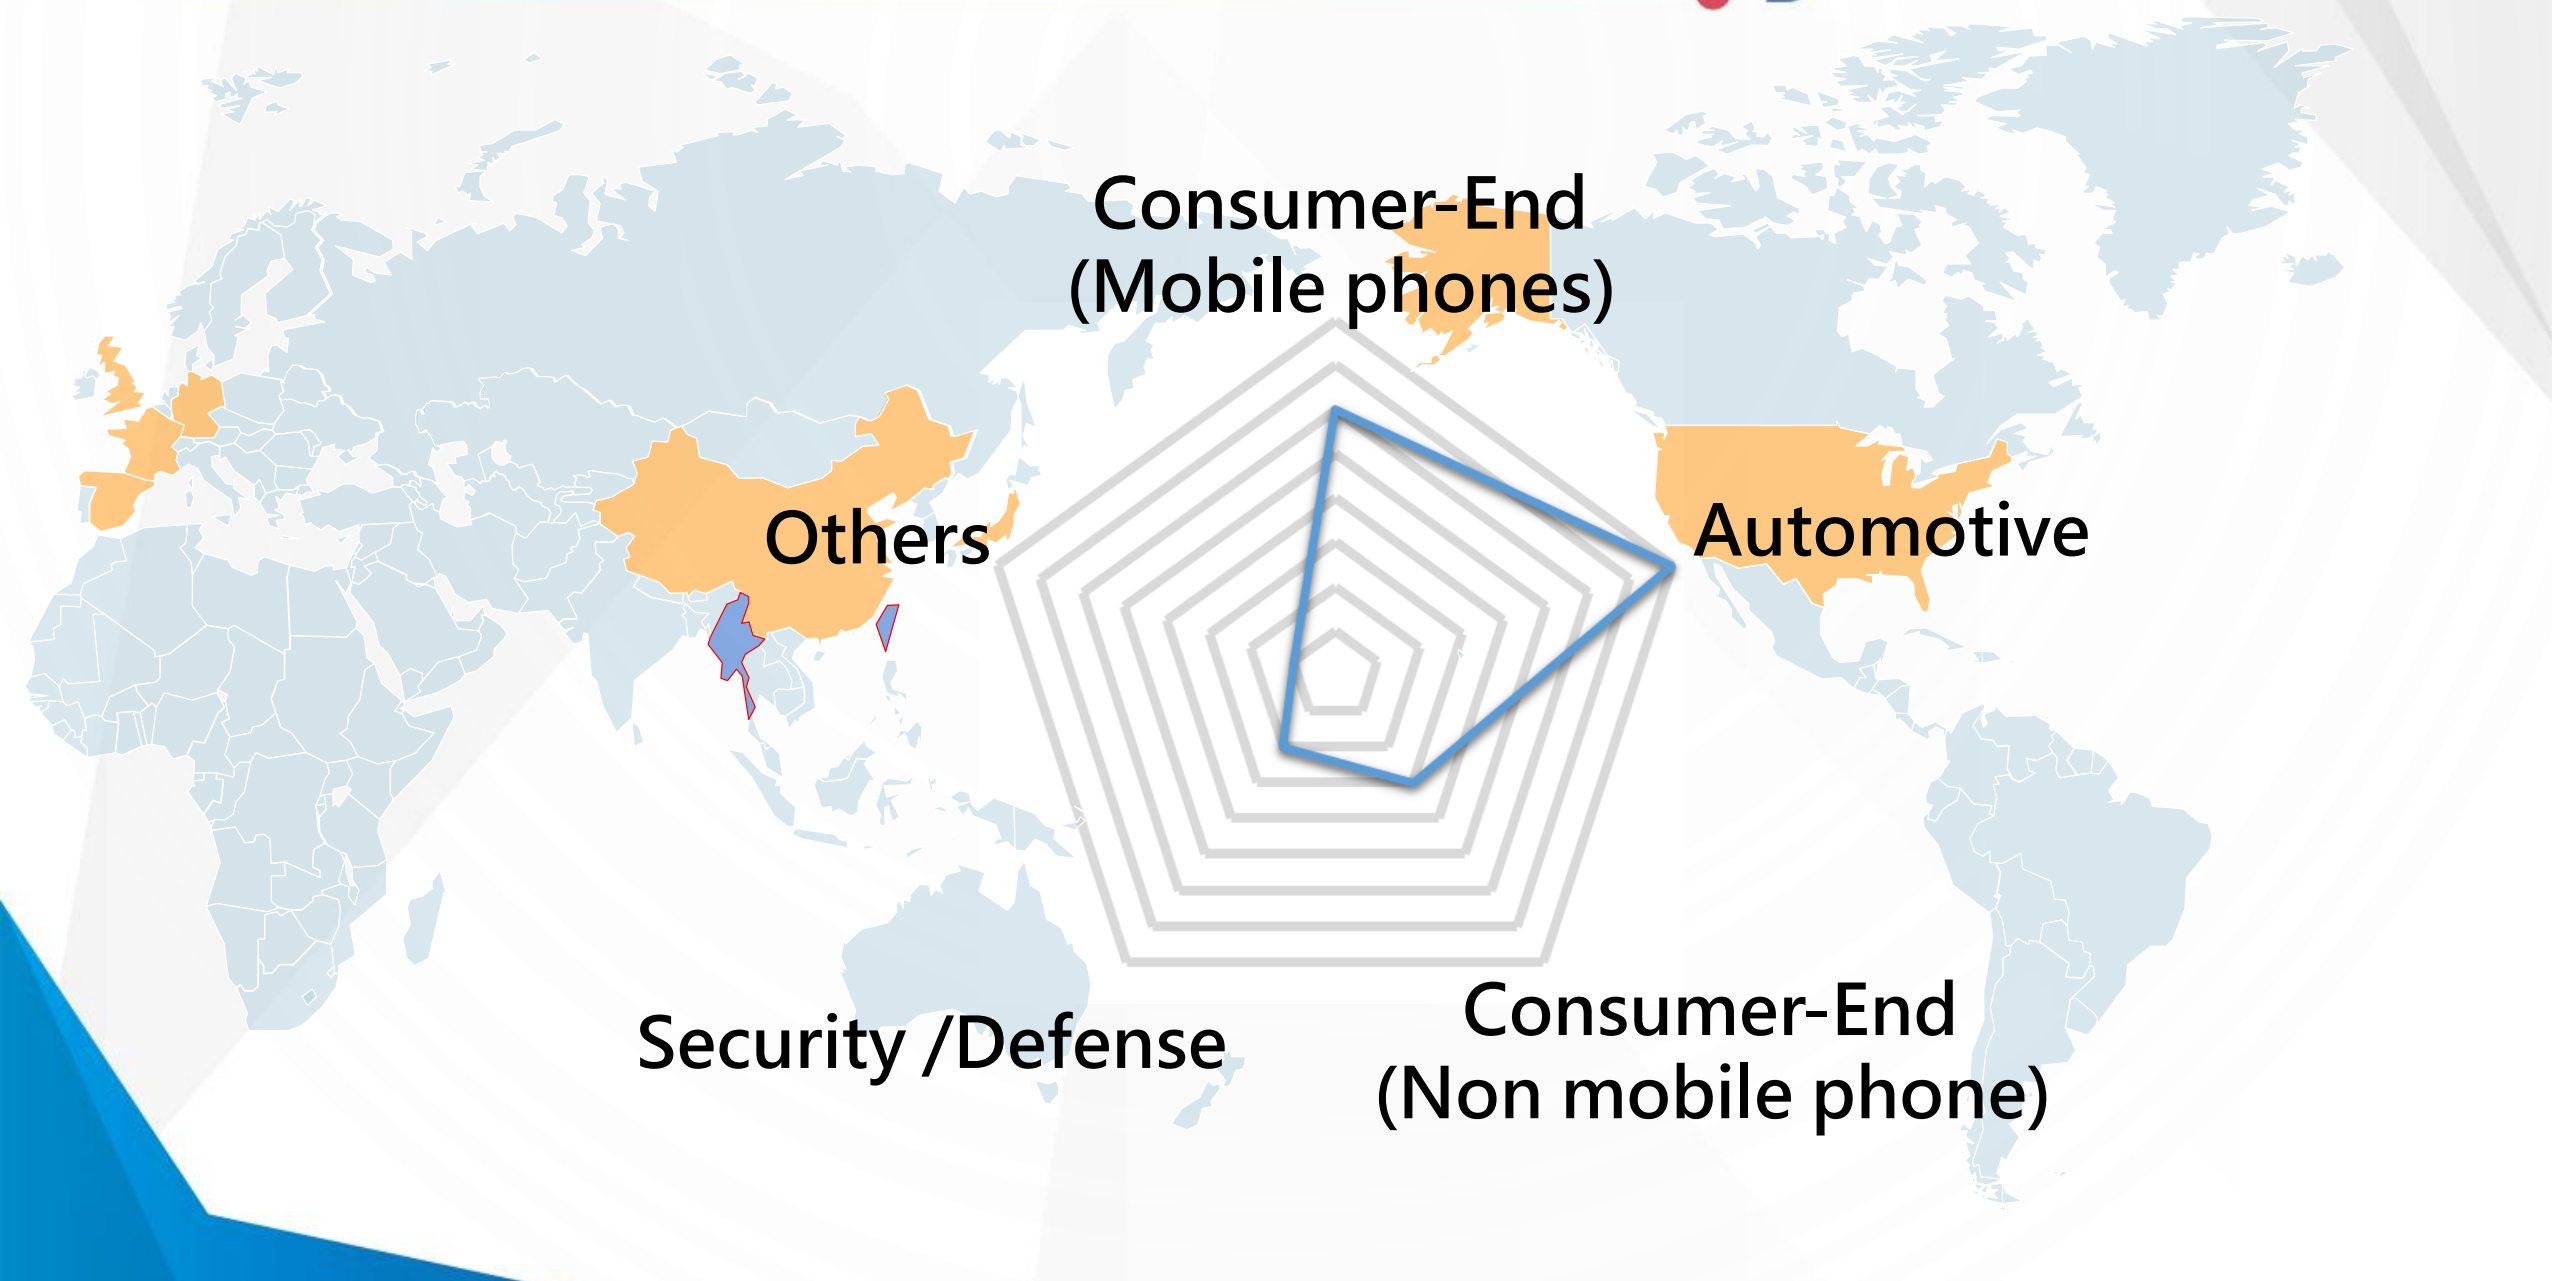 Consumer-End
(Mobile phones)
Others
Automotive
Security /Defense
Consumer-End
(Non mobile phone)